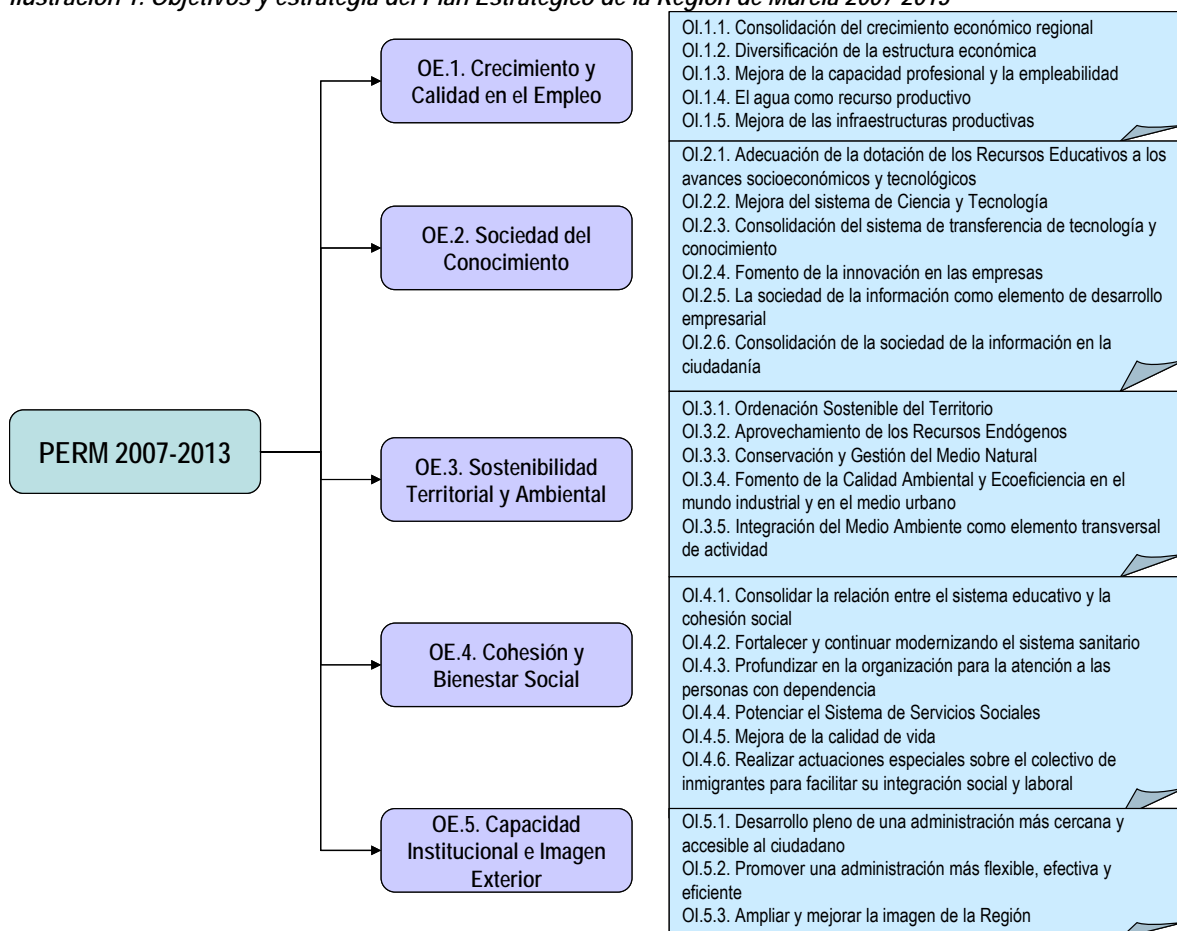 Ilustración 1. Objetivos y estrategia del Plan Estratégico de la Región de Murcia 2007-2013
PERM 2007-2013
OE.1. Crecimiento y
Calidad en el Empleo
OI.1.1. Consolidación del crecimiento económico regional
OI.1.2. Diversificación de la estructura económica
OI.1.3. Mejora de la capacidad profesional y la empleabilidad
OI.1.4. El agua como recurso productivo
OI.1.5. Mejora de las infraestructuras productivas
OE.2. Sociedad del
Conocimiento
OI.2.1. Adecuación de la dotación de los Recursos Educativos a los
avances socioeconómicos y tecnológicos
OI.2.2. Mejora del sistema de Ciencia y Tecnología
OI.2.3. Consolidación del sistema de transferencia de tecnología y
conocimiento
OI.2.4. Fomento de la innovación en las empresas
OI.2.5. La sociedad de la información como elemento de desarrollo
empresarial
OI.2.6. Consolidación de la sociedad de la información en la
ciudadanía
OE.3. Sostenibilidad
Territorial y Ambiental
OI.3.1. Ordenación Sostenible del Territorio
OI.3.2. Aprovechamiento de los Recursos Endógenos
OI.3.3. Conservación y Gestión del Medio Natural
OI.3.4. Fomento de la Calidad Ambiental y Ecoeficiencia en el
mundo industrial y en el medio urbano
OI.3.5. Integración del Medio Ambiente como elemento transversal
de actividad
OE.4. Cohesión y
Bienestar Social
OI.4.1. Consolidar la relación entre el sistema educativo y la
cohesión social
OI.4.2. Fortalecer y continuar modernizando el sistema sanitario
OI.4.3. Profundizar en la organización para la atención a las
personas con dependencia
OI.4.4. Potenciar el Sistema de Servicios Sociales
OI.4.5. Mejora de la calidad de vida
OI.4.6. Realizar actuaciones especiales sobre el colectivo de
inmigrantes para facilitar su integración social y laboral
OE.5. Capacidad
Institucional e Imagen
Exterior
OI.5.1. Desarrollo pleno de una administración más cercana y
accesible al ciudadano
OI.5.2. Promover una administración más flexible, efectiva y
eficiente
OI.5.3. Ampliar y mejorar la imagen de la Región